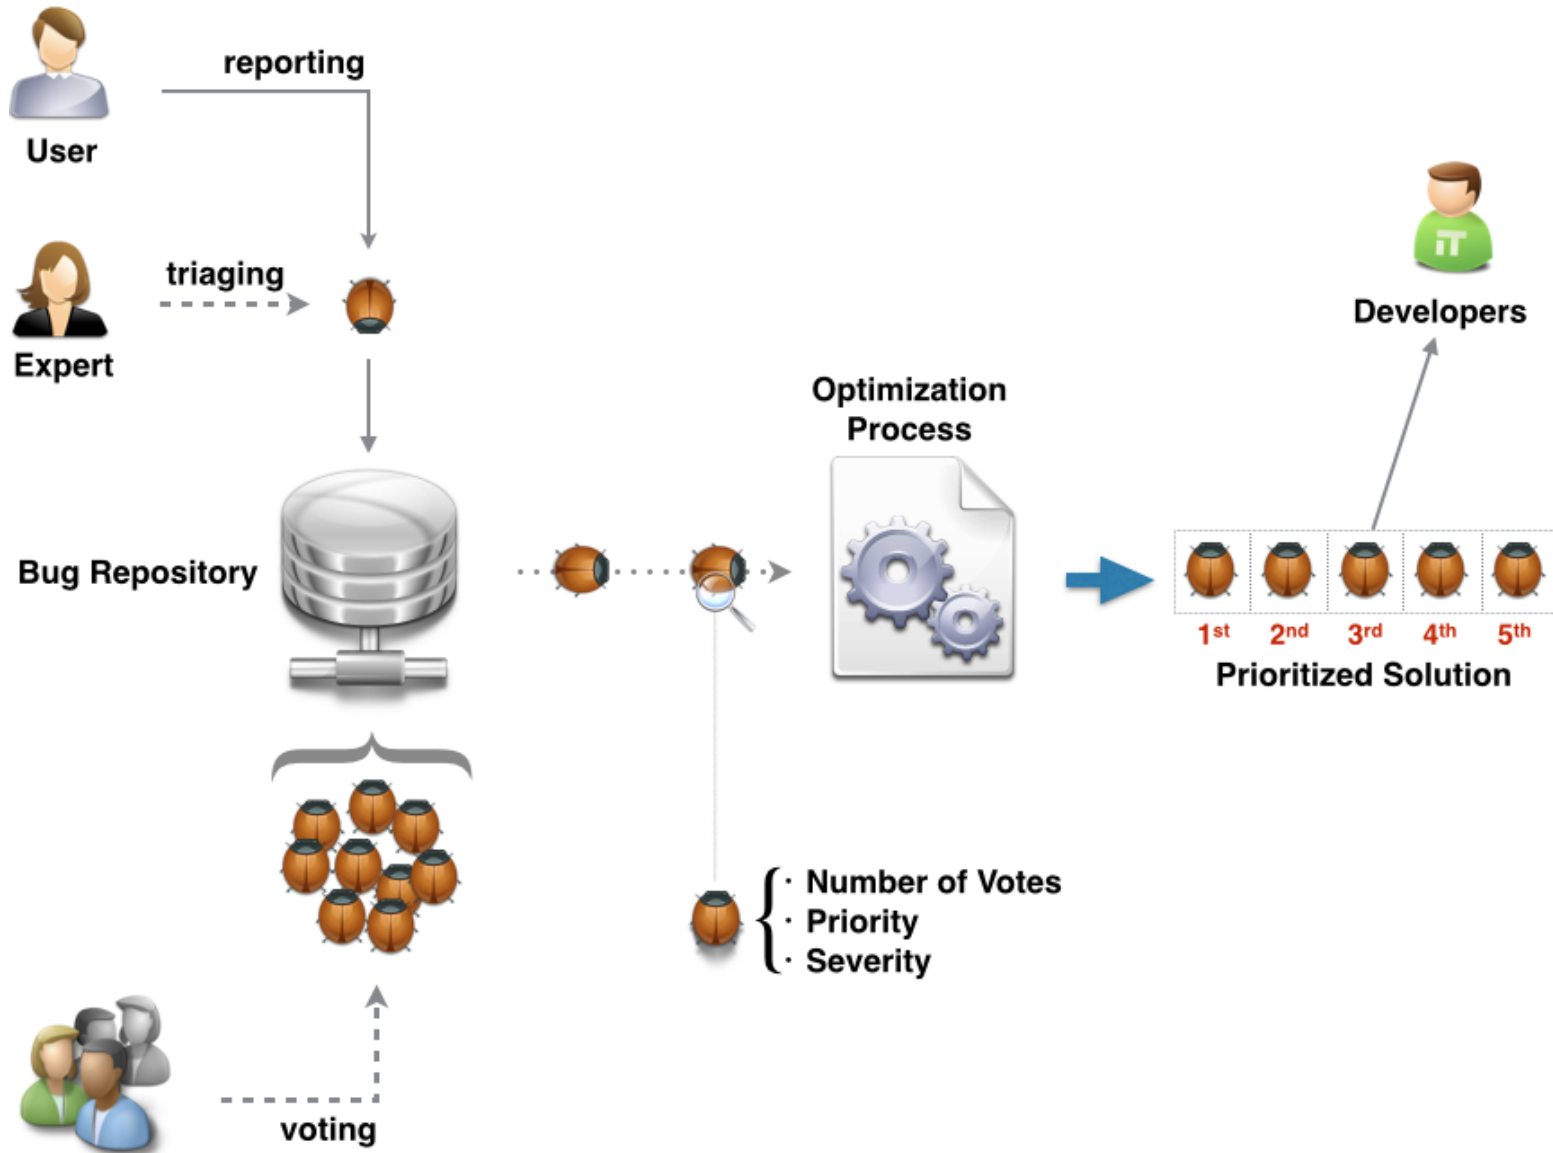 reporting
User
triaging
Expert
iT
Developers
Optimization
Process
Bug Repository
1st 2nd 3rd 4th 5th
Prioritized Solution
· Number of Votes
· Priority
· Severity
voting